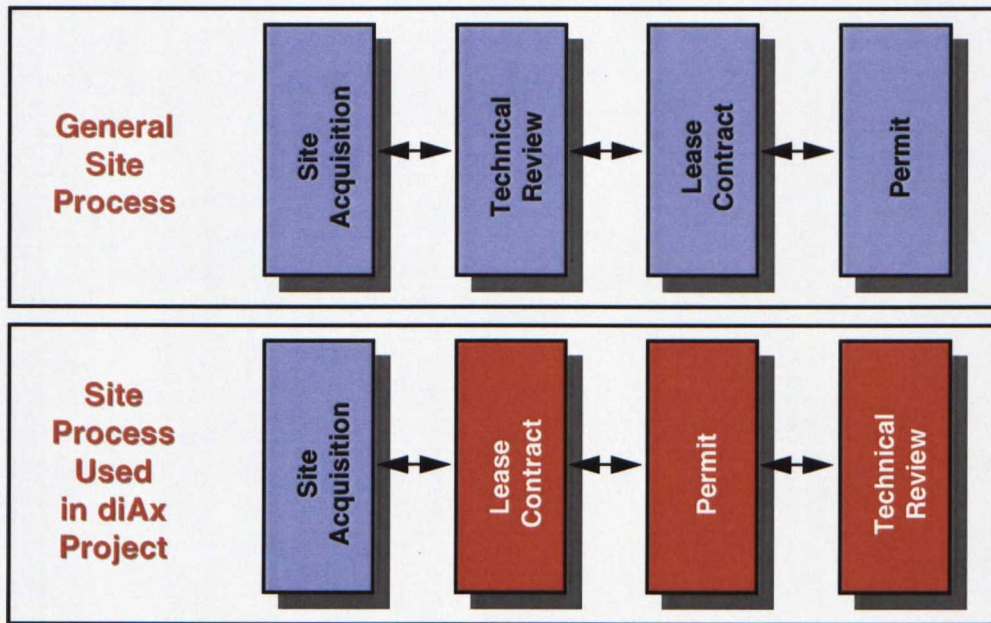 General
Site
Process
Site
Acquisition
Technical
Review
Lease
Contract
Permit
Site
Process
Used
in diAx
Project
Site
Acquisition
Lease
Contract
Permit
Technical
Review